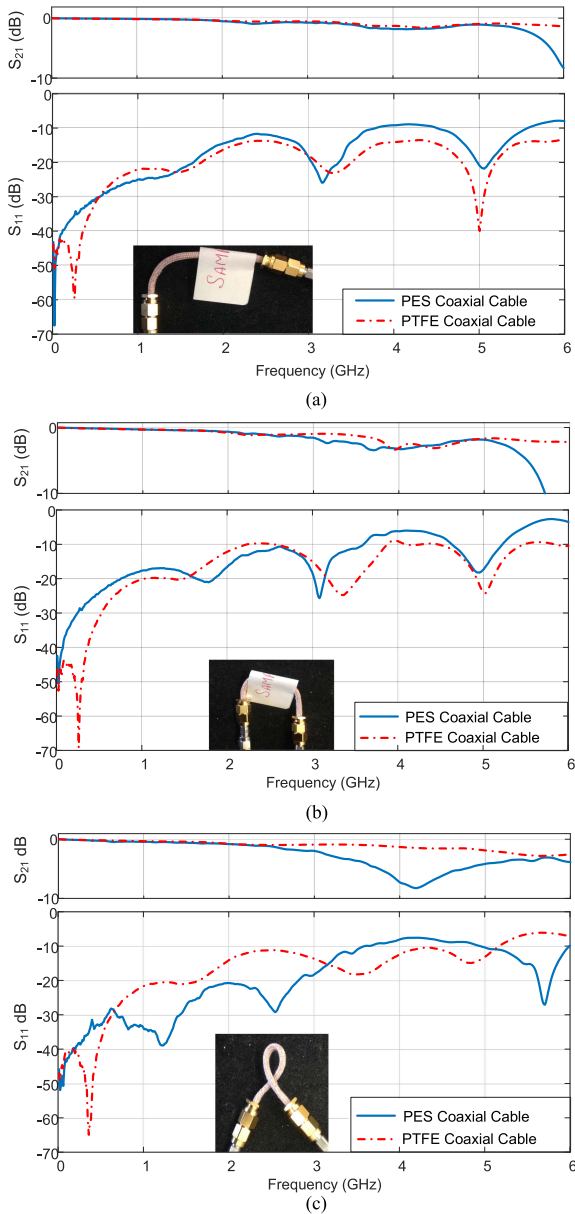 0
S21 (dB)
-10
0
-10
-20
-30
-40
-50
-60
-70
S11 (dB)
SAMI
PES Coaxial Cable
PTFE Coaxial Cable
0 1 2 3 4 5 6
Frequency (GHz)
(a)
0
S21 (dB)
-10
0
-10
-20
-30
-40
-50
-60
-70
S11 (dB)
SAMI
PES Coaxial Cable
PTFE Coaxial Cable
0 1 2 3 4 5 6
Frequency (GHz)
(b)
0
S21 dB
-10
0
-10
-20
-30
-40
-50
-60
-70
S11 dB
PES Coaxial Cable
PTFE Coaxial Cable
0 1 2 3 4 5 6
Frequency (GHz)
(c)